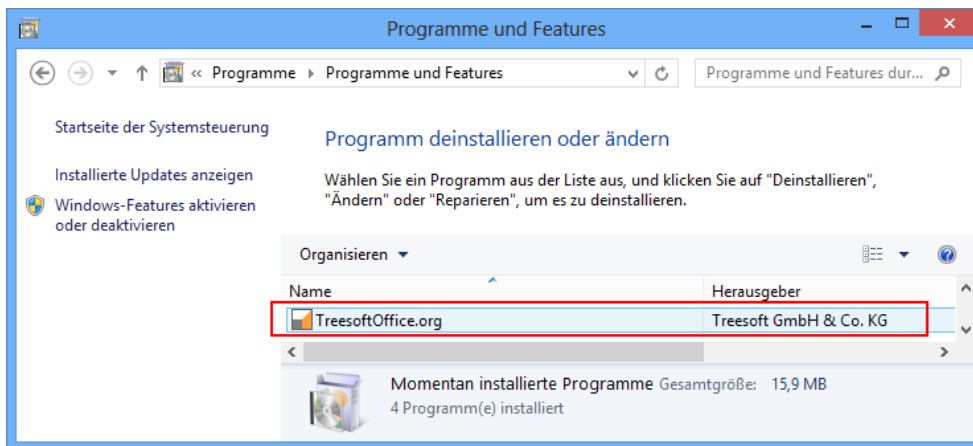 Programme und Features
« Programme Programme und Features
Programme und Features dur...
Startseite der Systemsteuerung
Installierte Updates anzeigen
Windows-Features aktivieren
oder deaktivieren
Programm deinstallieren oder ändern
Wählen Sie ein Programm aus der Liste aus, und klicken Sie auf "Deinstallieren",
"Ändern" oder "Reparieren", um es zu deinstallieren.
Organisieren
Name Herausgeber
TreesoftOffice.org Treesoft GmbH & Co. KG
Momentan installierte Programme Gesamtgröße: 15,9 MB
4 Programm(e) installiert